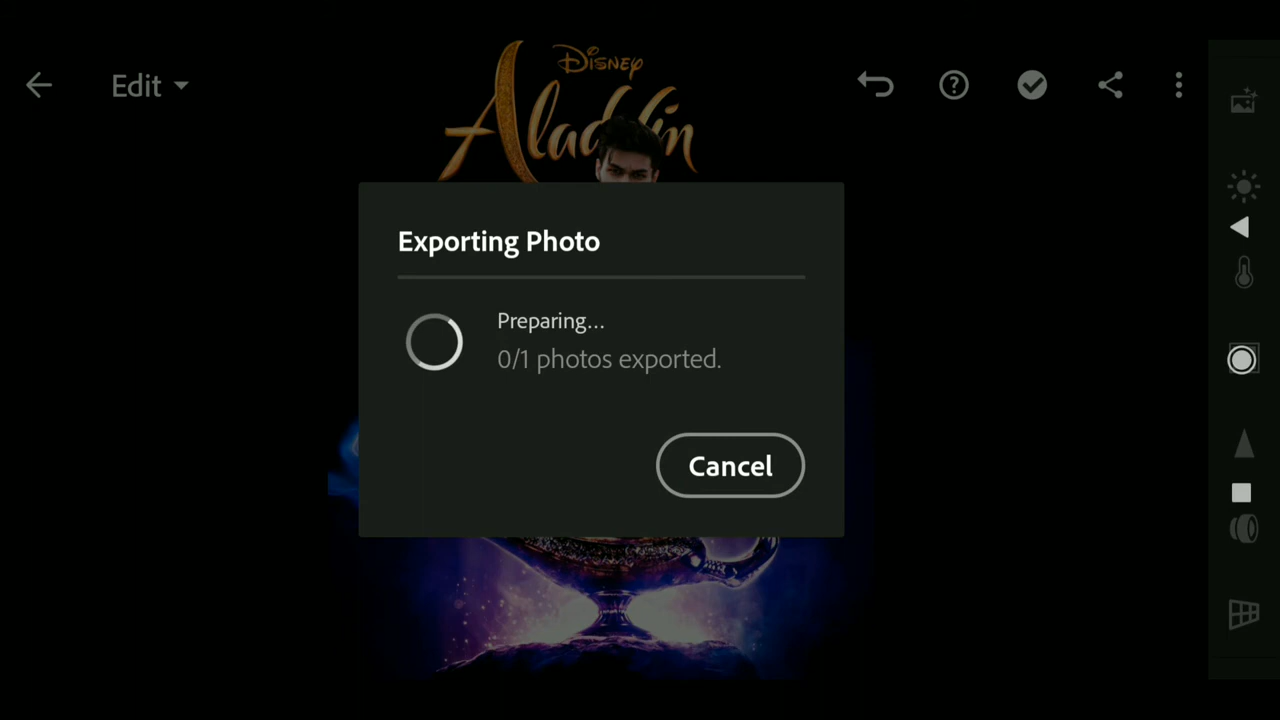 DISNEY
Edit
Aladdin
Exporting Photo
Preparing...
0/1 photos exported.
Cancel